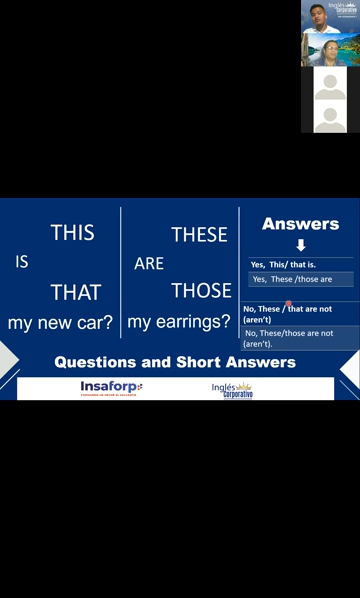 Inglés
Corporativo
THIS
IS
THAT
my new car?
THESE
ARE
THOSE
my earrings?
Answers
Yes, This/ that is.
Yes, These /those are
No, These / that are not
(aren't)
No, These/those are not
(aren't).
Questions and Short Answers
Insaforp
Inglés
Corporativo